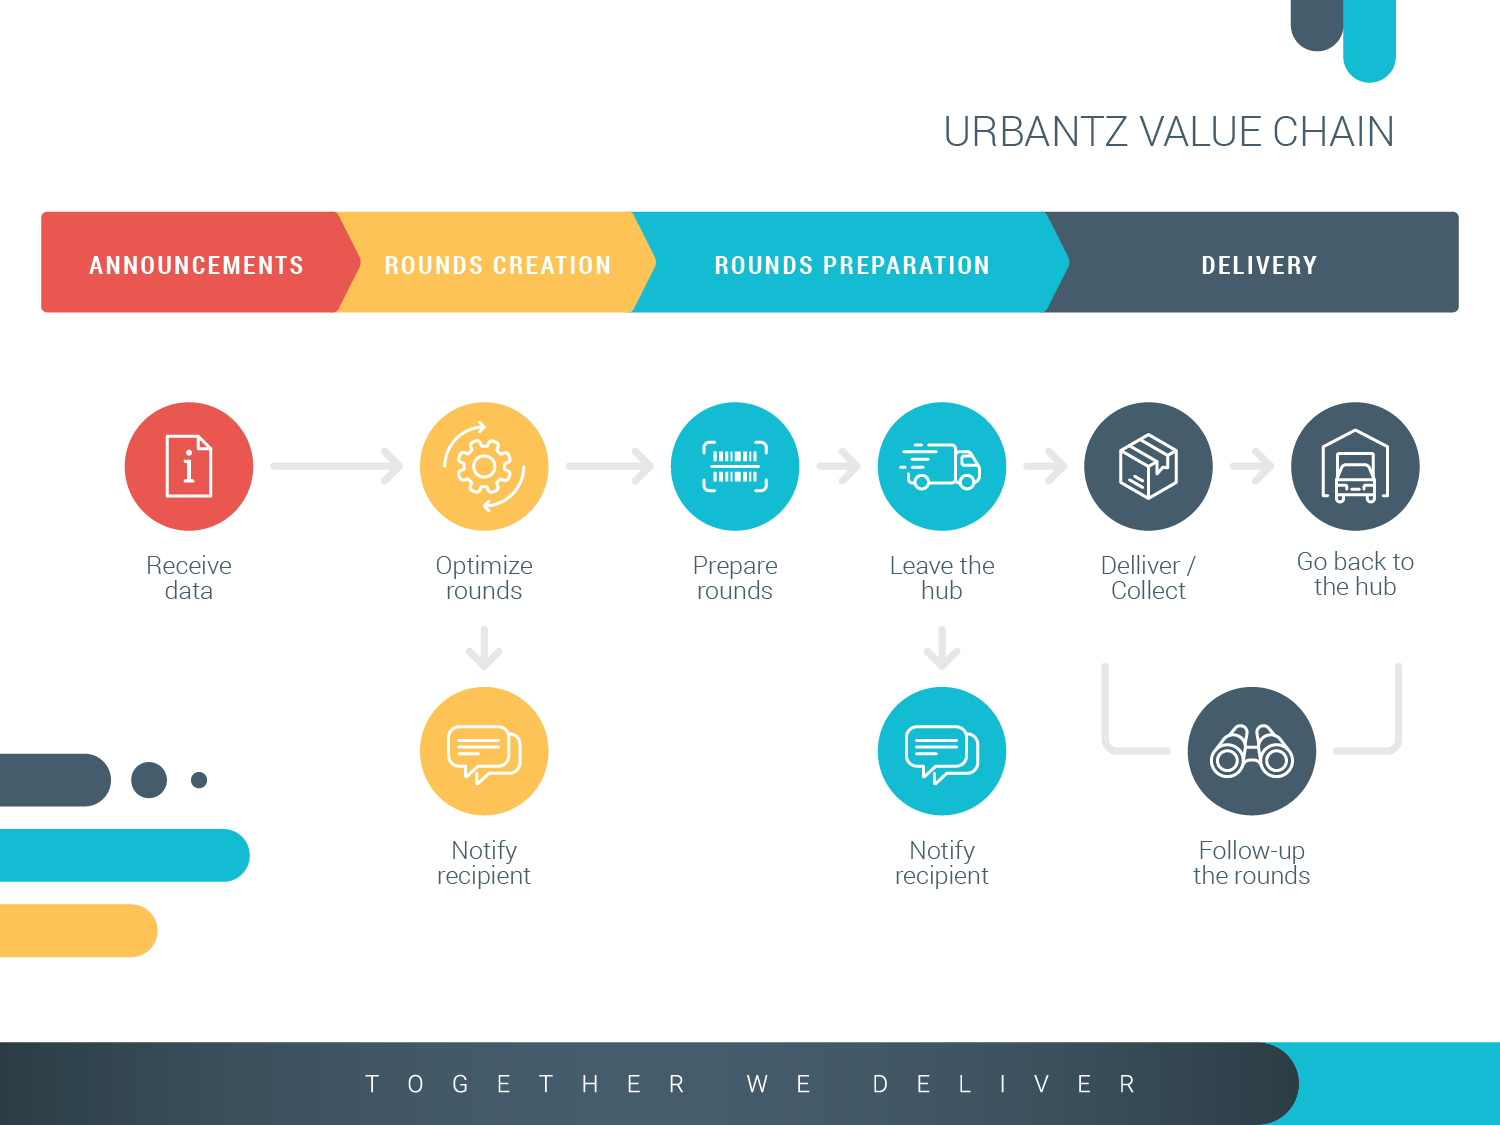 URBANTZ VALUE CHAIN
ANNOUNCEMENTS
ROUNDS CREATION
ROUNDS PREPARATION
DELIVERY
Receive
data
Optimize
rounds
Prepare
rounds
Leave the
hub
Delliver /
Collect
Go back to
the hub
Notify
recipient
Notify
recipient
Follow-up
the rounds
TOGETHER WE DELIVER